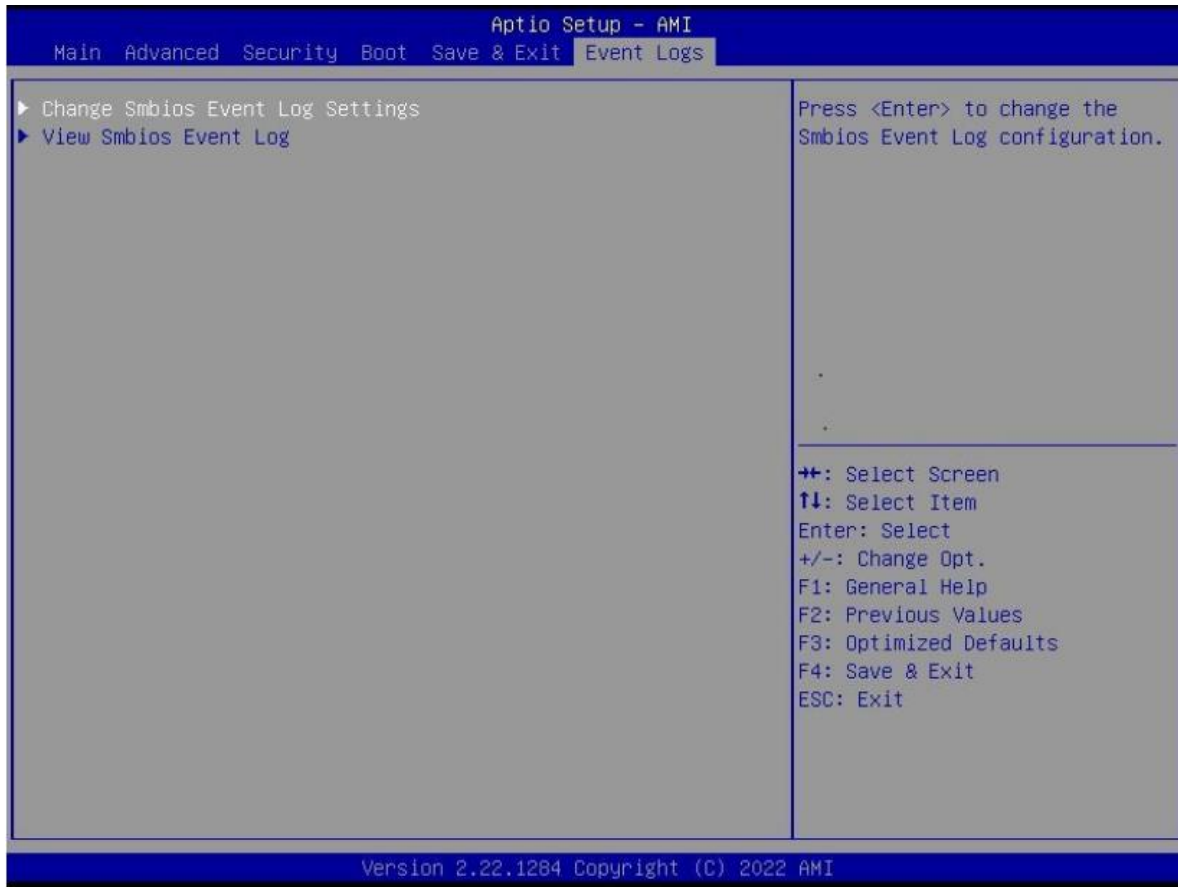 Aptio Setup - AMI
Main Advanced Security Boot Save & Exit Event Logs
▶ Change Smbios Event Log Settings
▶ View Smbios Event Log
Press <Enter> to change the
Smbios Event Log configuration.
→←: Select Screen
↑↓: Select Item
Enter: Select
+/-: Change Opt.
F1: General Help
F2: Previous Values
F3: Optimized Defaults
F4: Save & Exit
ESC: Exit
Version 2.22.1284 Copyright (C) 2022 AMI